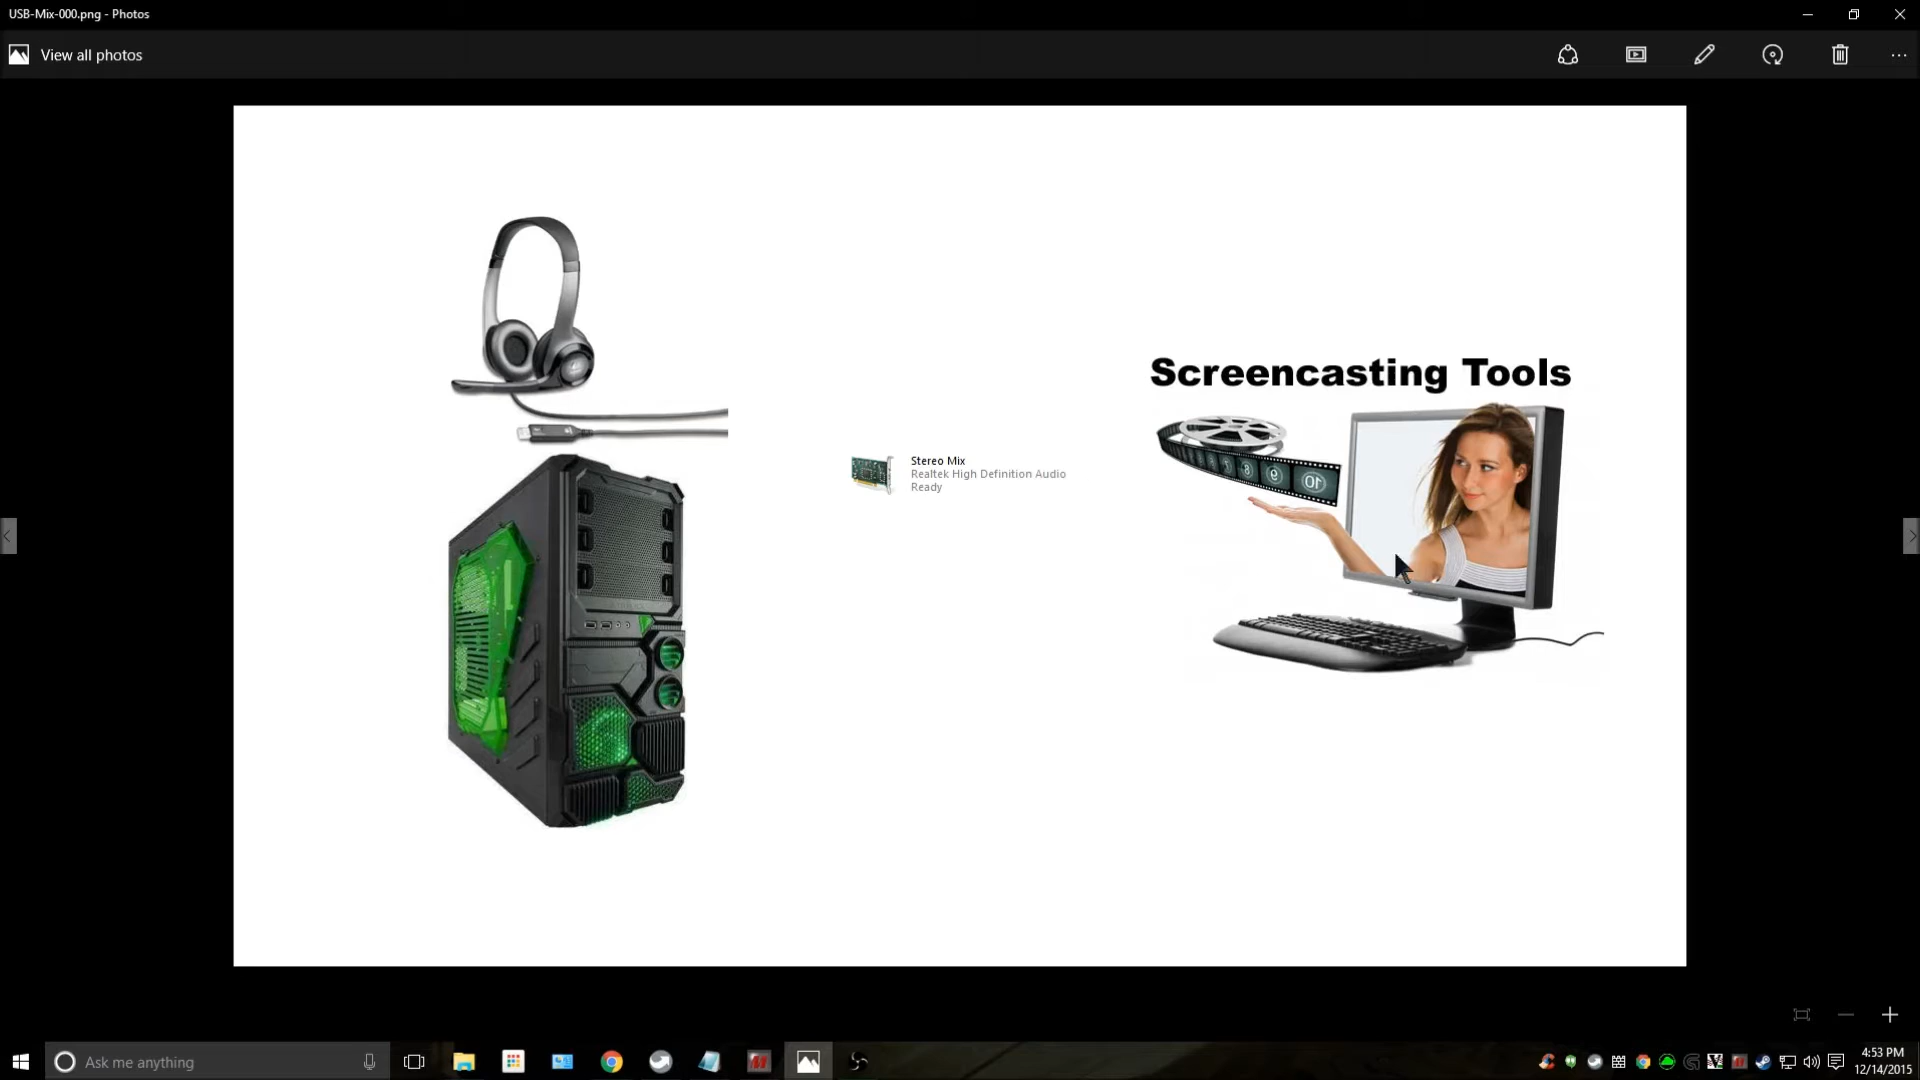 USB-Mix-000.png - Photos
View all photos
Screencasting Tools
Stereo Mix
Realtek High Definition Audio
Ready
Ask me anything
4:53 PM
12/14/2015